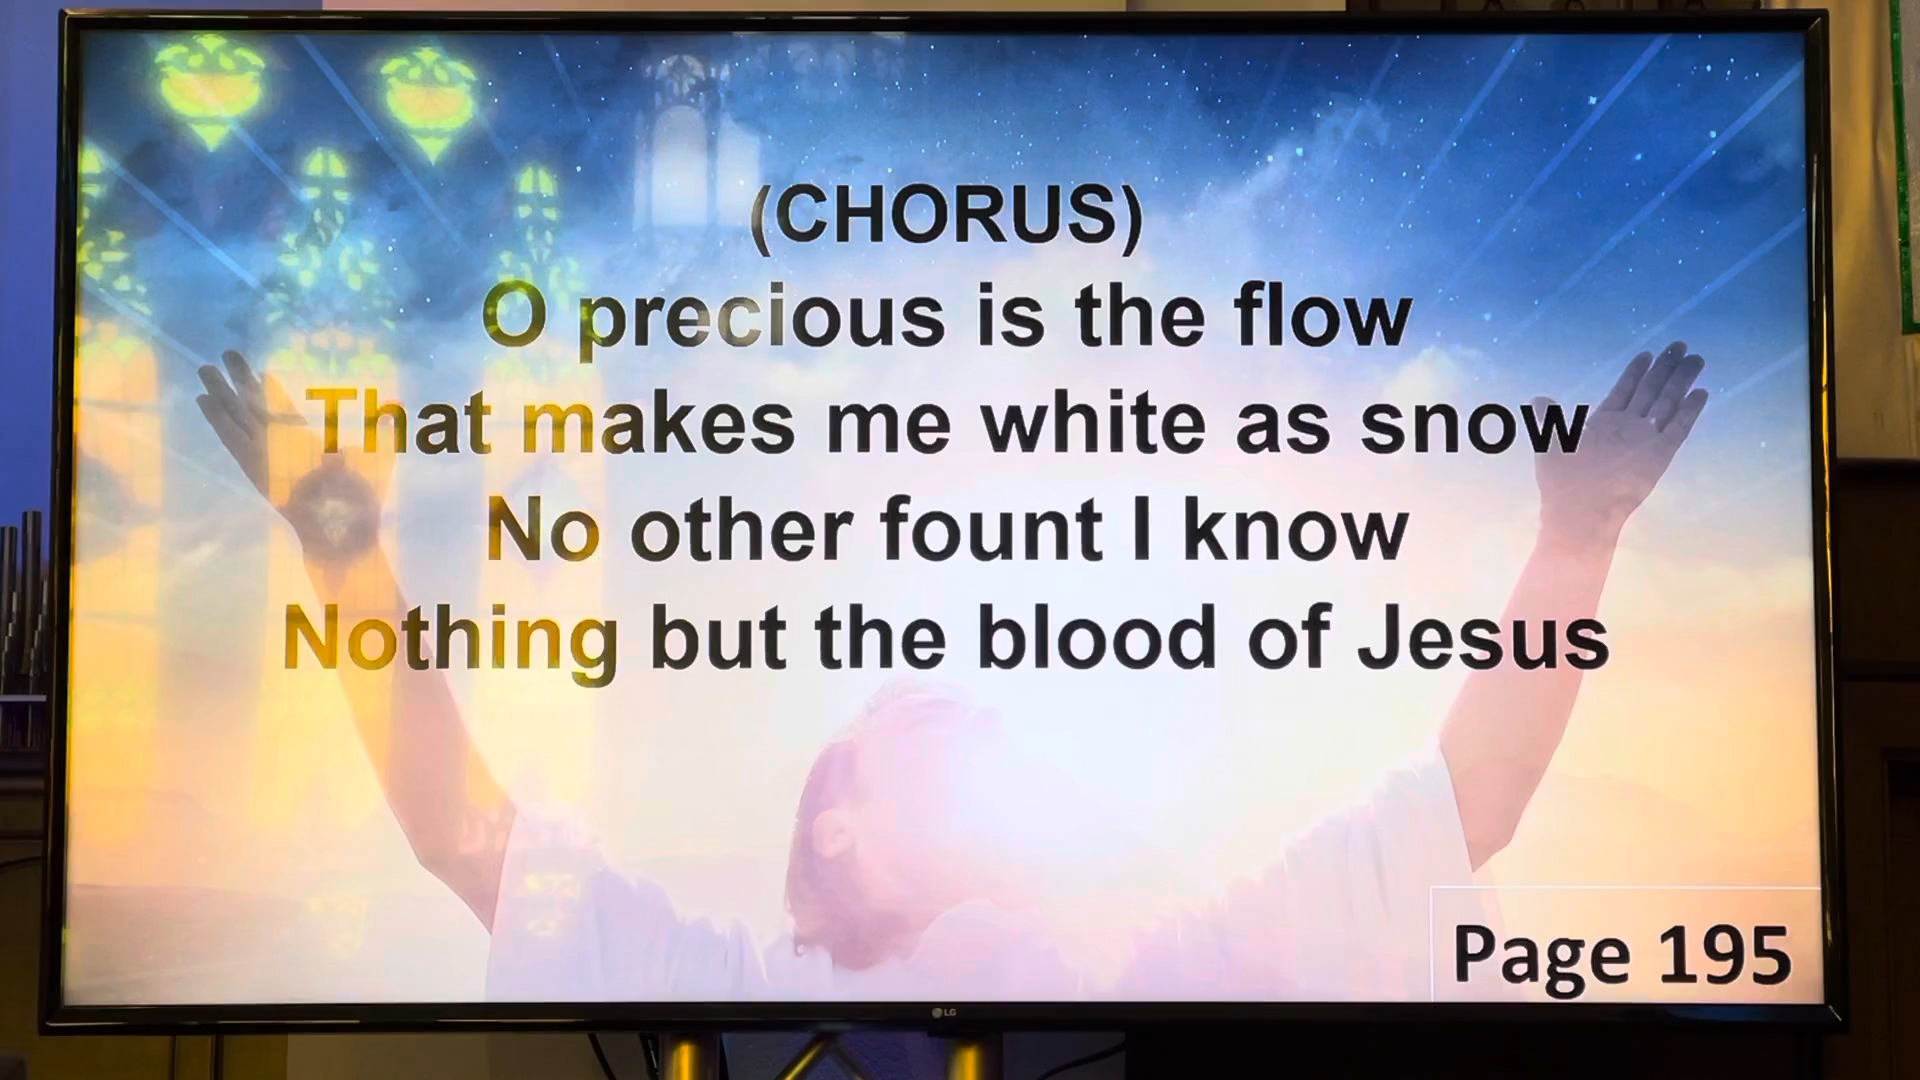 (CHORUS)
O precious is the flow
That makes me white as snow
No other fount I know
Nothing but the blood of Jesus
Page 195
LG